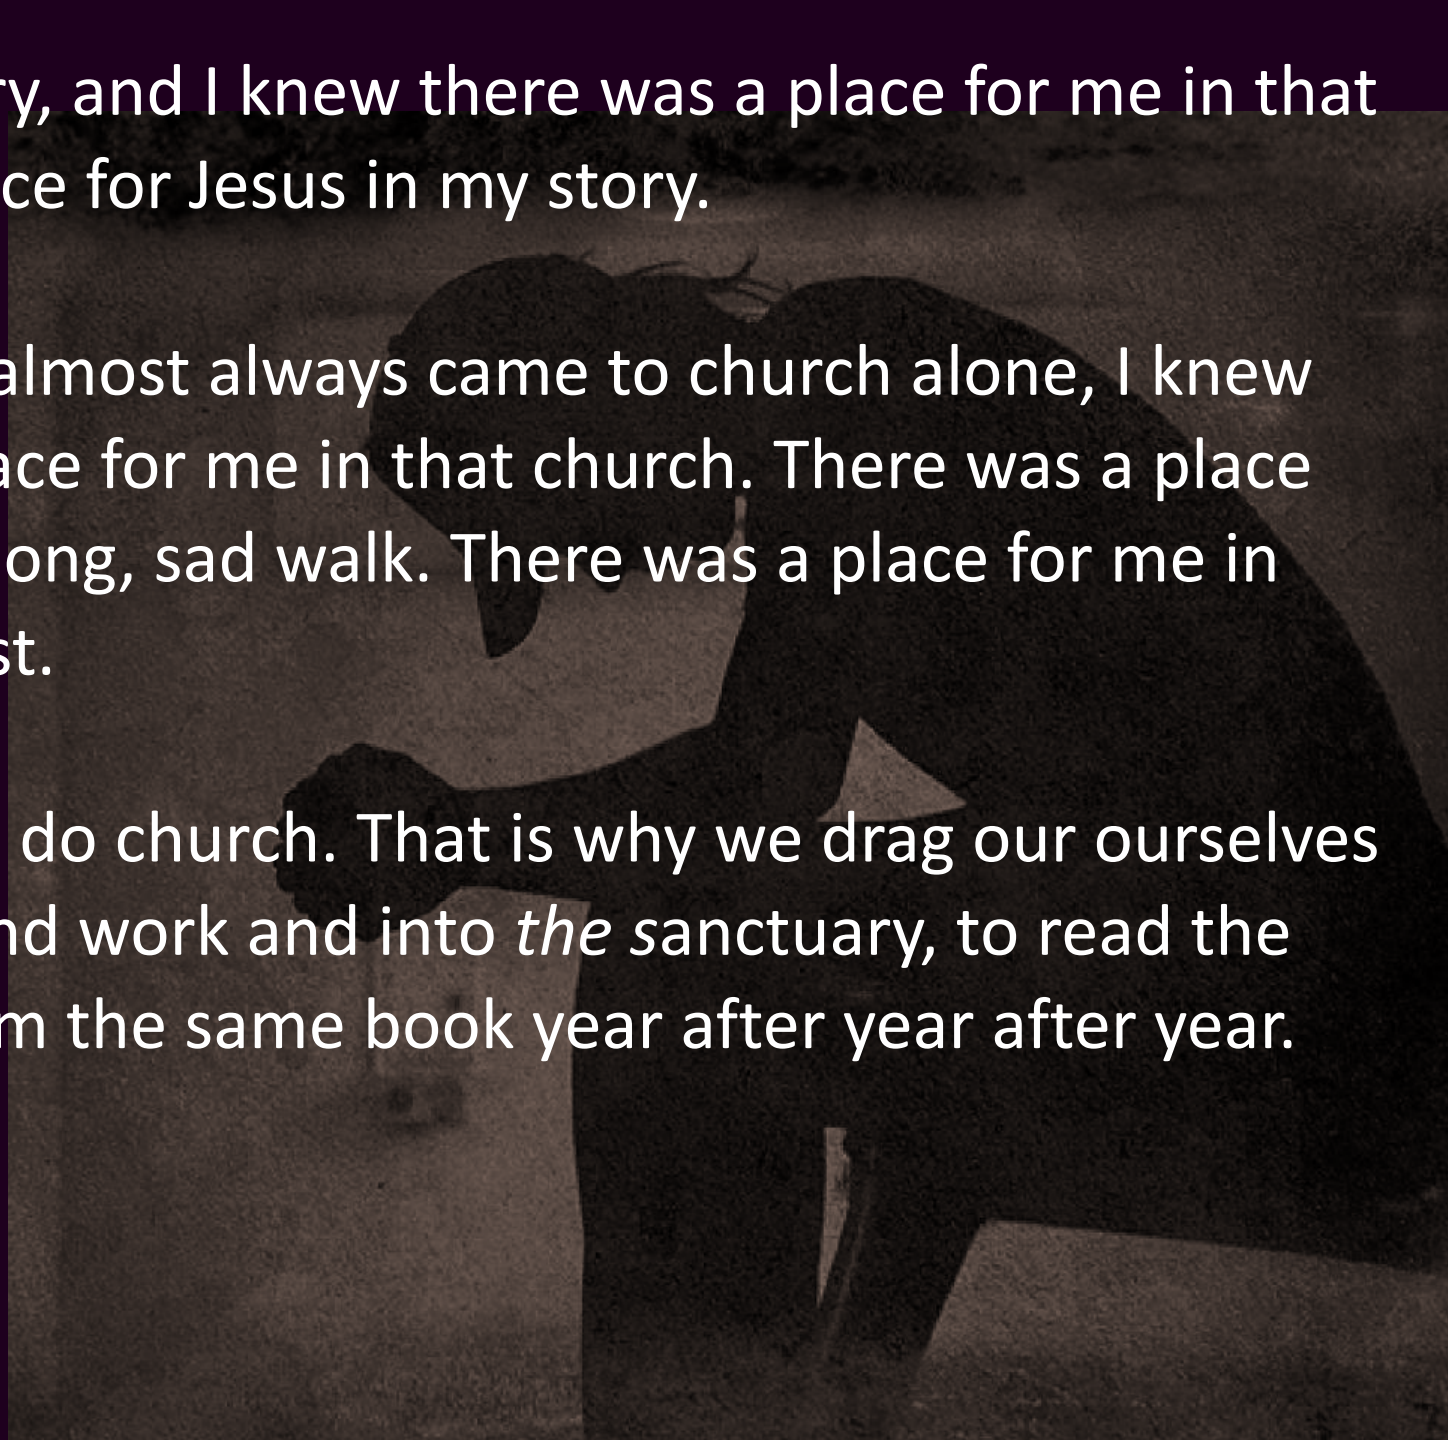 ry, and I knew there was a place for me in that
ce for Jesus in my story.
almost always came to church alone, I knew
ace for me in that church. There was a place
ong, sad walk. There was a place for me in
st.
do church. That is why we drag our ourselves
nd work and into the sanctuary, to read the
m the same book year after year after year.